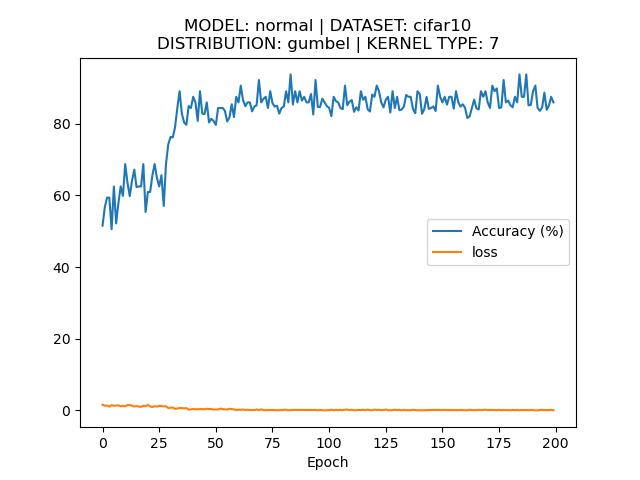 MODEL: normal | DATASET: cifar10
DISTRIBUTION: gumbel | KERNEL TYPE: 7
80
60
40
20
0
Accuracy (%)
loss
0 25 50 75 100 125 150 175 200
Epoch